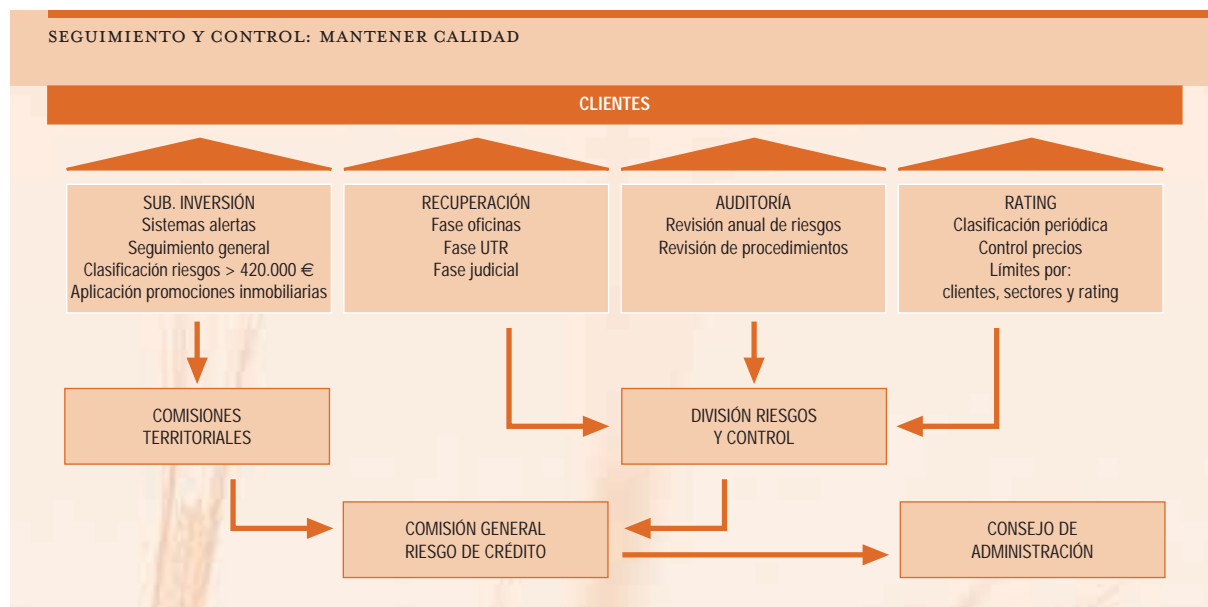 SEGUIMIENTO Y CONTROL: MANTENER CALIDAD
CLIENTES
SUB. INVERSIÓN
Sistemas alertas
Seguimiento general
Clasificación riesgos > 420.000 €
Aplicación promociones inmobiliarias
RECUPERACIÓN
Fase oficinas
Fase UTR
Fase judicial
AUDITORÍA
Revisión anual de riesgos
Revisión de procedimientos
RATING
Clasificación periódica
Control precios
Límites por:
clientes, sectores y rating
COMISIONES
TERRITORIALES
DIVISIÓN RIESGOS
Y CONTROL
COMISIÓN GENERAL
RIESGO DE CRÉDITO
CONSEJO DE
ADMINISTRACIÓN